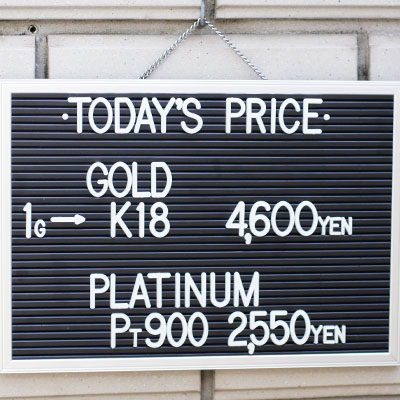 ·TODAY'S PRICE·
GOLD
1G → K18 4,600YEN
PLATINUM
PT900 2,550YEN